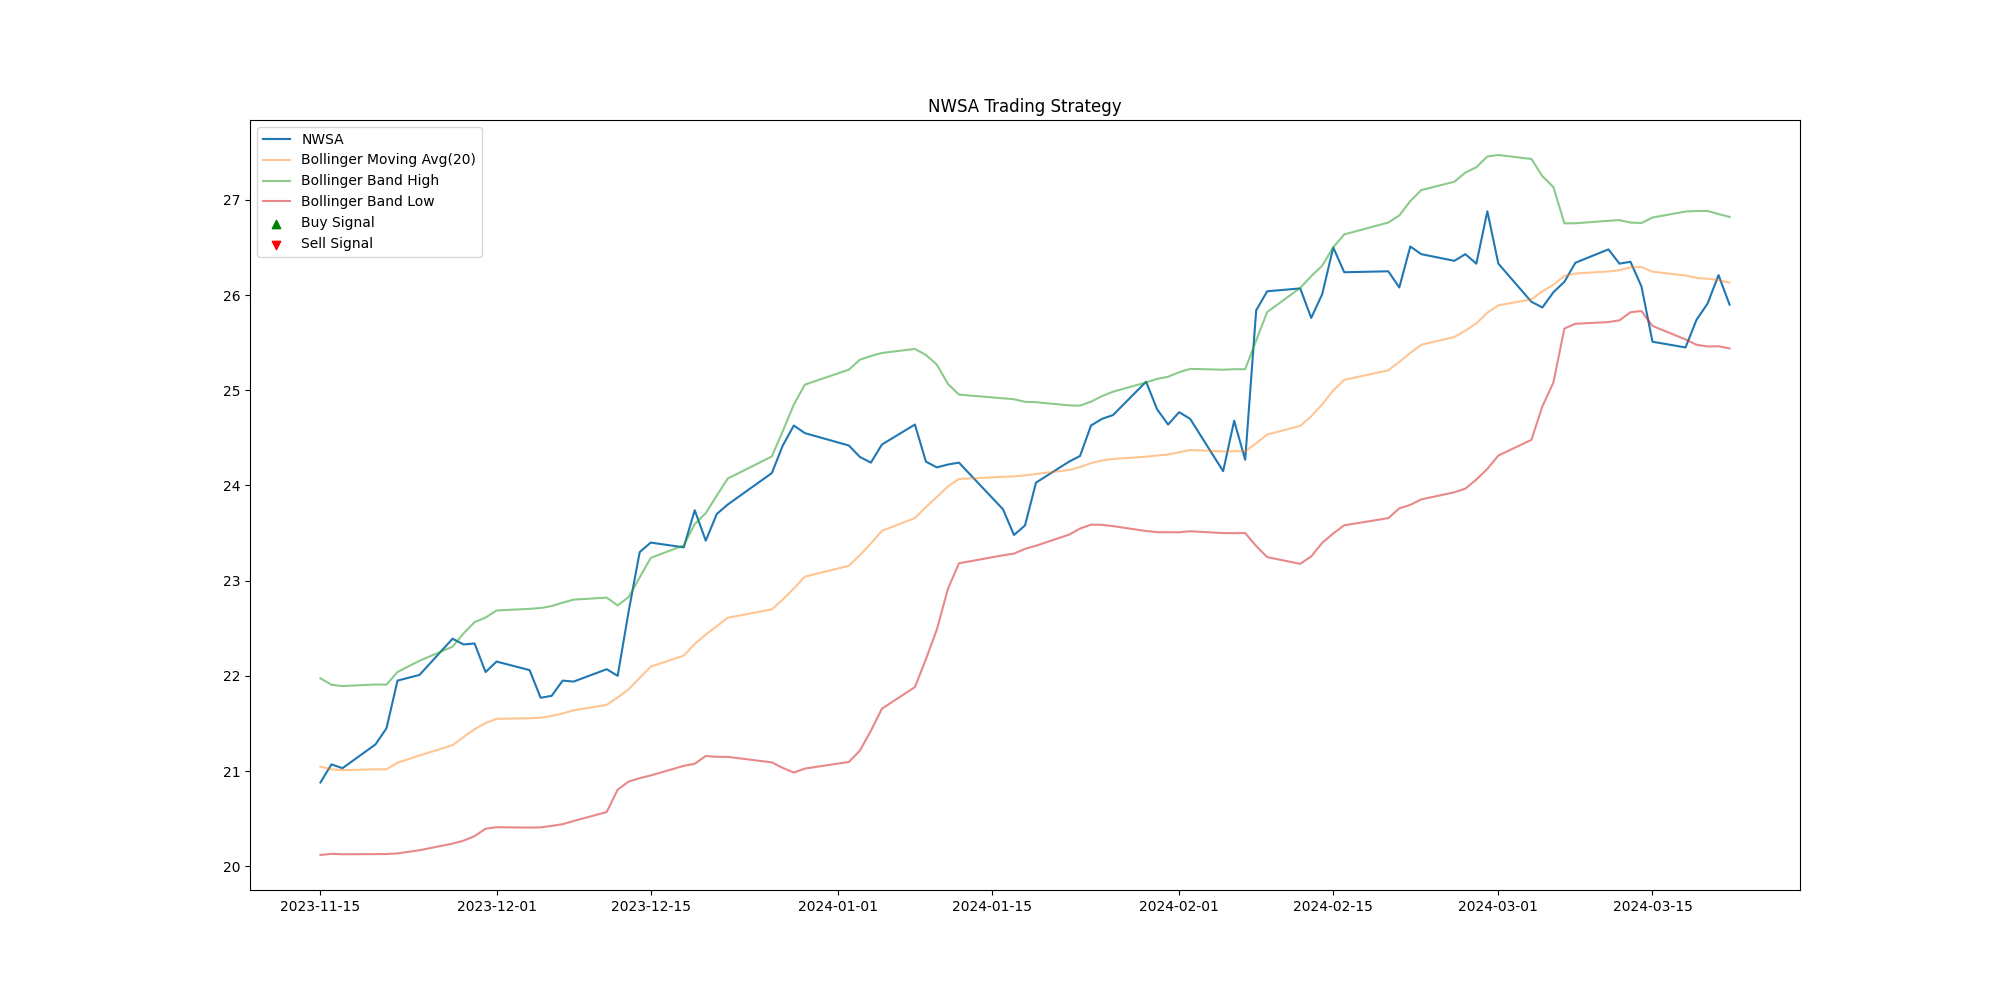 NWSA Trading Strategy
NWSA
Bollinger Moving Avg(20)
Bollinger Band High
Bollinger Band Low
Buy Signal
Sell Signal
27
26
25
24
23
22
21
20
2023-11-15 2023-12-01 2023-12-15 2024-01-01 2024-01-15 2024-02-01 2024-02-15 2024-03-01 2024-03-15